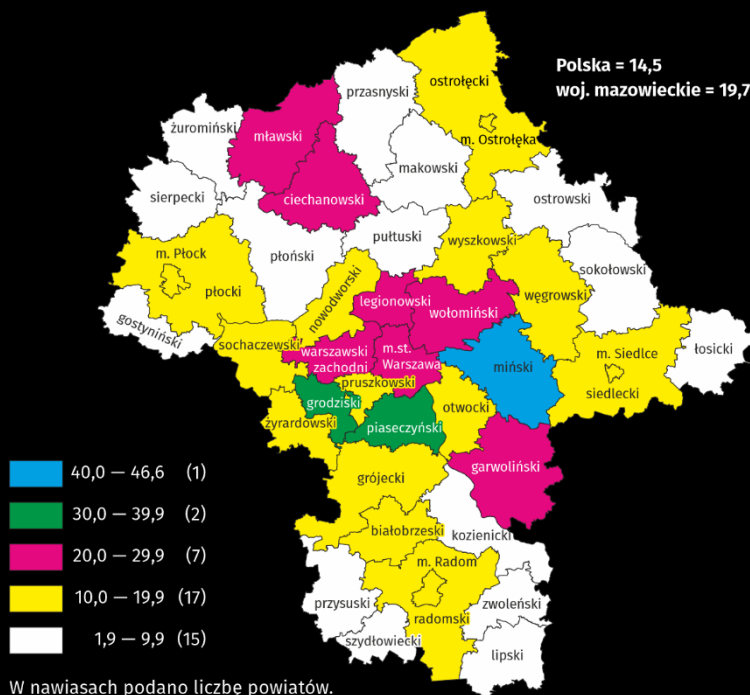 Polska = 14,5
woj. mazowieckie = 19,7
ostrołęcki
przasnyski
żuromiński
mławski
m. Ostrołęka
makowski
sierpecki
ciechanowski
ostrowski
pułtuski
wyszkowski
m. Płock
płoński
sokołowski
płocki
nowodworski
legionowski
węgrowski
wołomiński
gostyniński
sochaczewski
warszawski
zachodni
m.st.
Warszawa
m. Siedlce
łosicki
miński
pruszkowski
siedlecki
grodziski
otwocki
żyrardowski
piaseczyński
garwoliński
grójecki
białobrzeski
kozienicki
m. Radom
przysuski
zwoleński
radomski
szydłowiecki
lipski
40,0 — 46,6 (1)
30,0 — 39,9 (2)
20,0 — 29,9 (7)
10,0 — 19,9 (17)
1,9 — 9,9 (15)
W nawiasach podano liczbę powiatów.